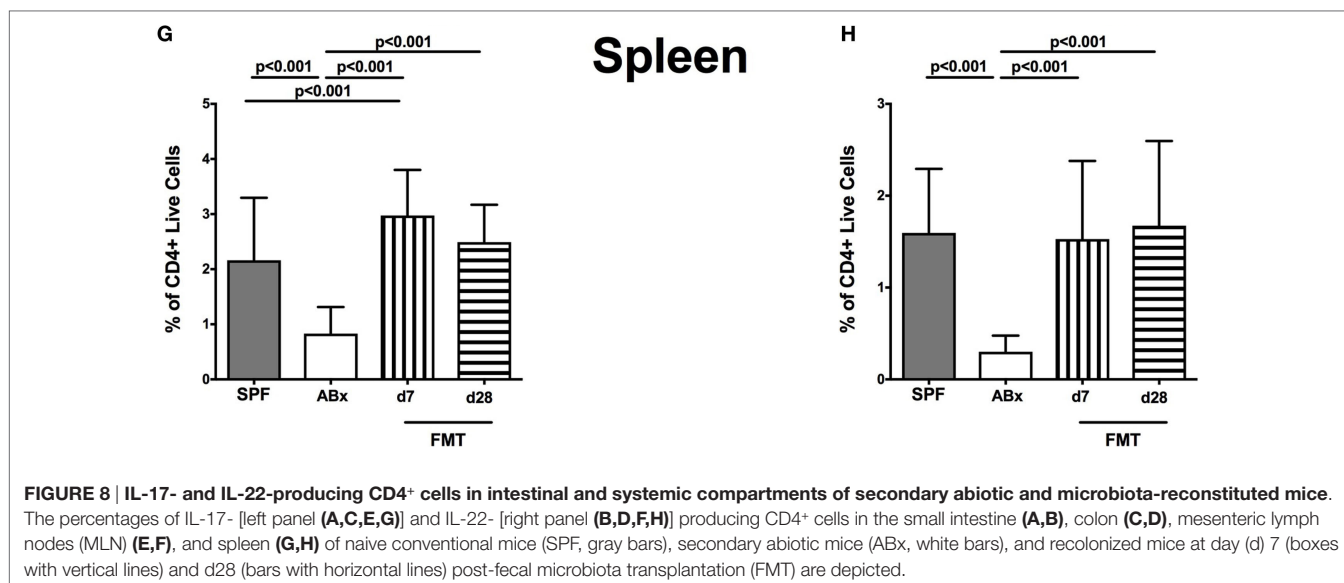 G
Spleen
H
p<0.001
p<0.001 p<0.001
p<0.001
% of CD4+ Live Cells
5
4
3
2
1
0
SPF ABx d7 d28
FMT
p<0.001
p<0.001 p<0.001
% of CD4+ Live Cells
3
2
1
0
SPF ABx d7 d28
FMT
FIGURE 8 | IL-17- and IL-22-producing CD4⁺ cells in intestinal and systemic compartments of secondary abiotic and microbiota-reconstituted mice.
The percentages of IL-17- [left panel (A,C,E,G)] and IL-22- [right panel (B,D,F,H)] producing CD4⁺ cells in the small intestine (A,B), colon (C,D), mesenteric lymph
nodes (MLN) (E,F), and spleen (G,H) of naive conventional mice (SPF, gray bars), secondary abiotic mice (ABx, white bars), and recolonized mice at day (d) 7 (boxes
with vertical lines) and d28 (bars with horizontal lines) post-fecal microbiota transplantation (FMT) are depicted.